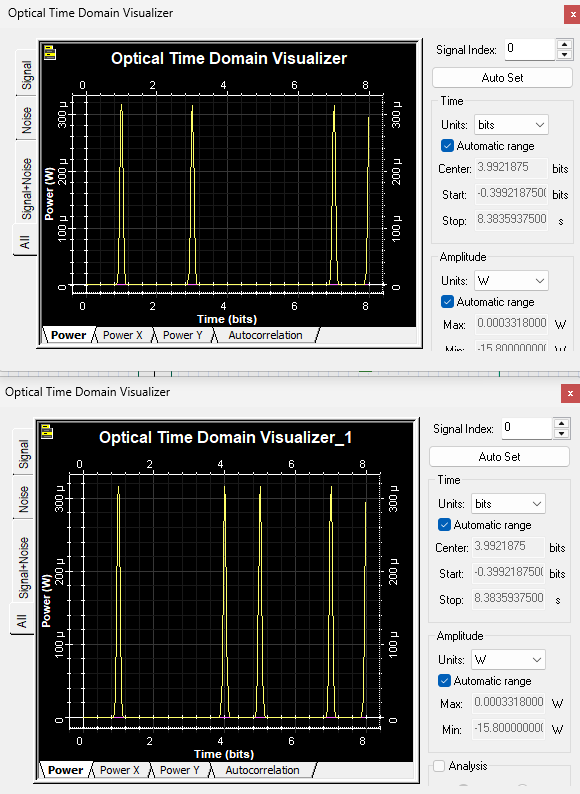 Optical Time Domain Visualizer
x
Optical Time Domain Visualizer
0 2 4 6 8
Signal
Noise
Signal+Noise
All
Power (W)
300 µ
200 µ
100 µ
0
300 µ
200 µ
100 µ
0
0 2 4 6 8
Time (bits)
Power Power X Power Y Autocorrelation
Signal Index: 0
Auto Set
Time
Units: bits
Automatic range
Center: 3.9921875 bits
Start: -0.3992187500 bits
Stop: 8.3835937500 s
Amplitude
Units: W
Automatic range
Max: 0.0003318000 W
Optical Time Domain Visualizer
x
Optical Time Domain Visualizer_1
0 2 4 6 8
Signal
Noise
Signal+Noise
All
Power (W)
300 µ
200 µ
100 µ
0
300 µ
200 µ
100 µ
0
0 2 4 6 8
Time (bits)
Power Power X Power Y Autocorrelation
Signal Index: 0
Auto Set
Time
Units: bits
Automatic range
Center: 3.9921875 bits
Start: -0.3992187500 bits
Stop: 8.3835937500 s
Amplitude
Units: W
Automatic range
Max: 0.0003318000 W
Min: -15.80000000 W
Analysis